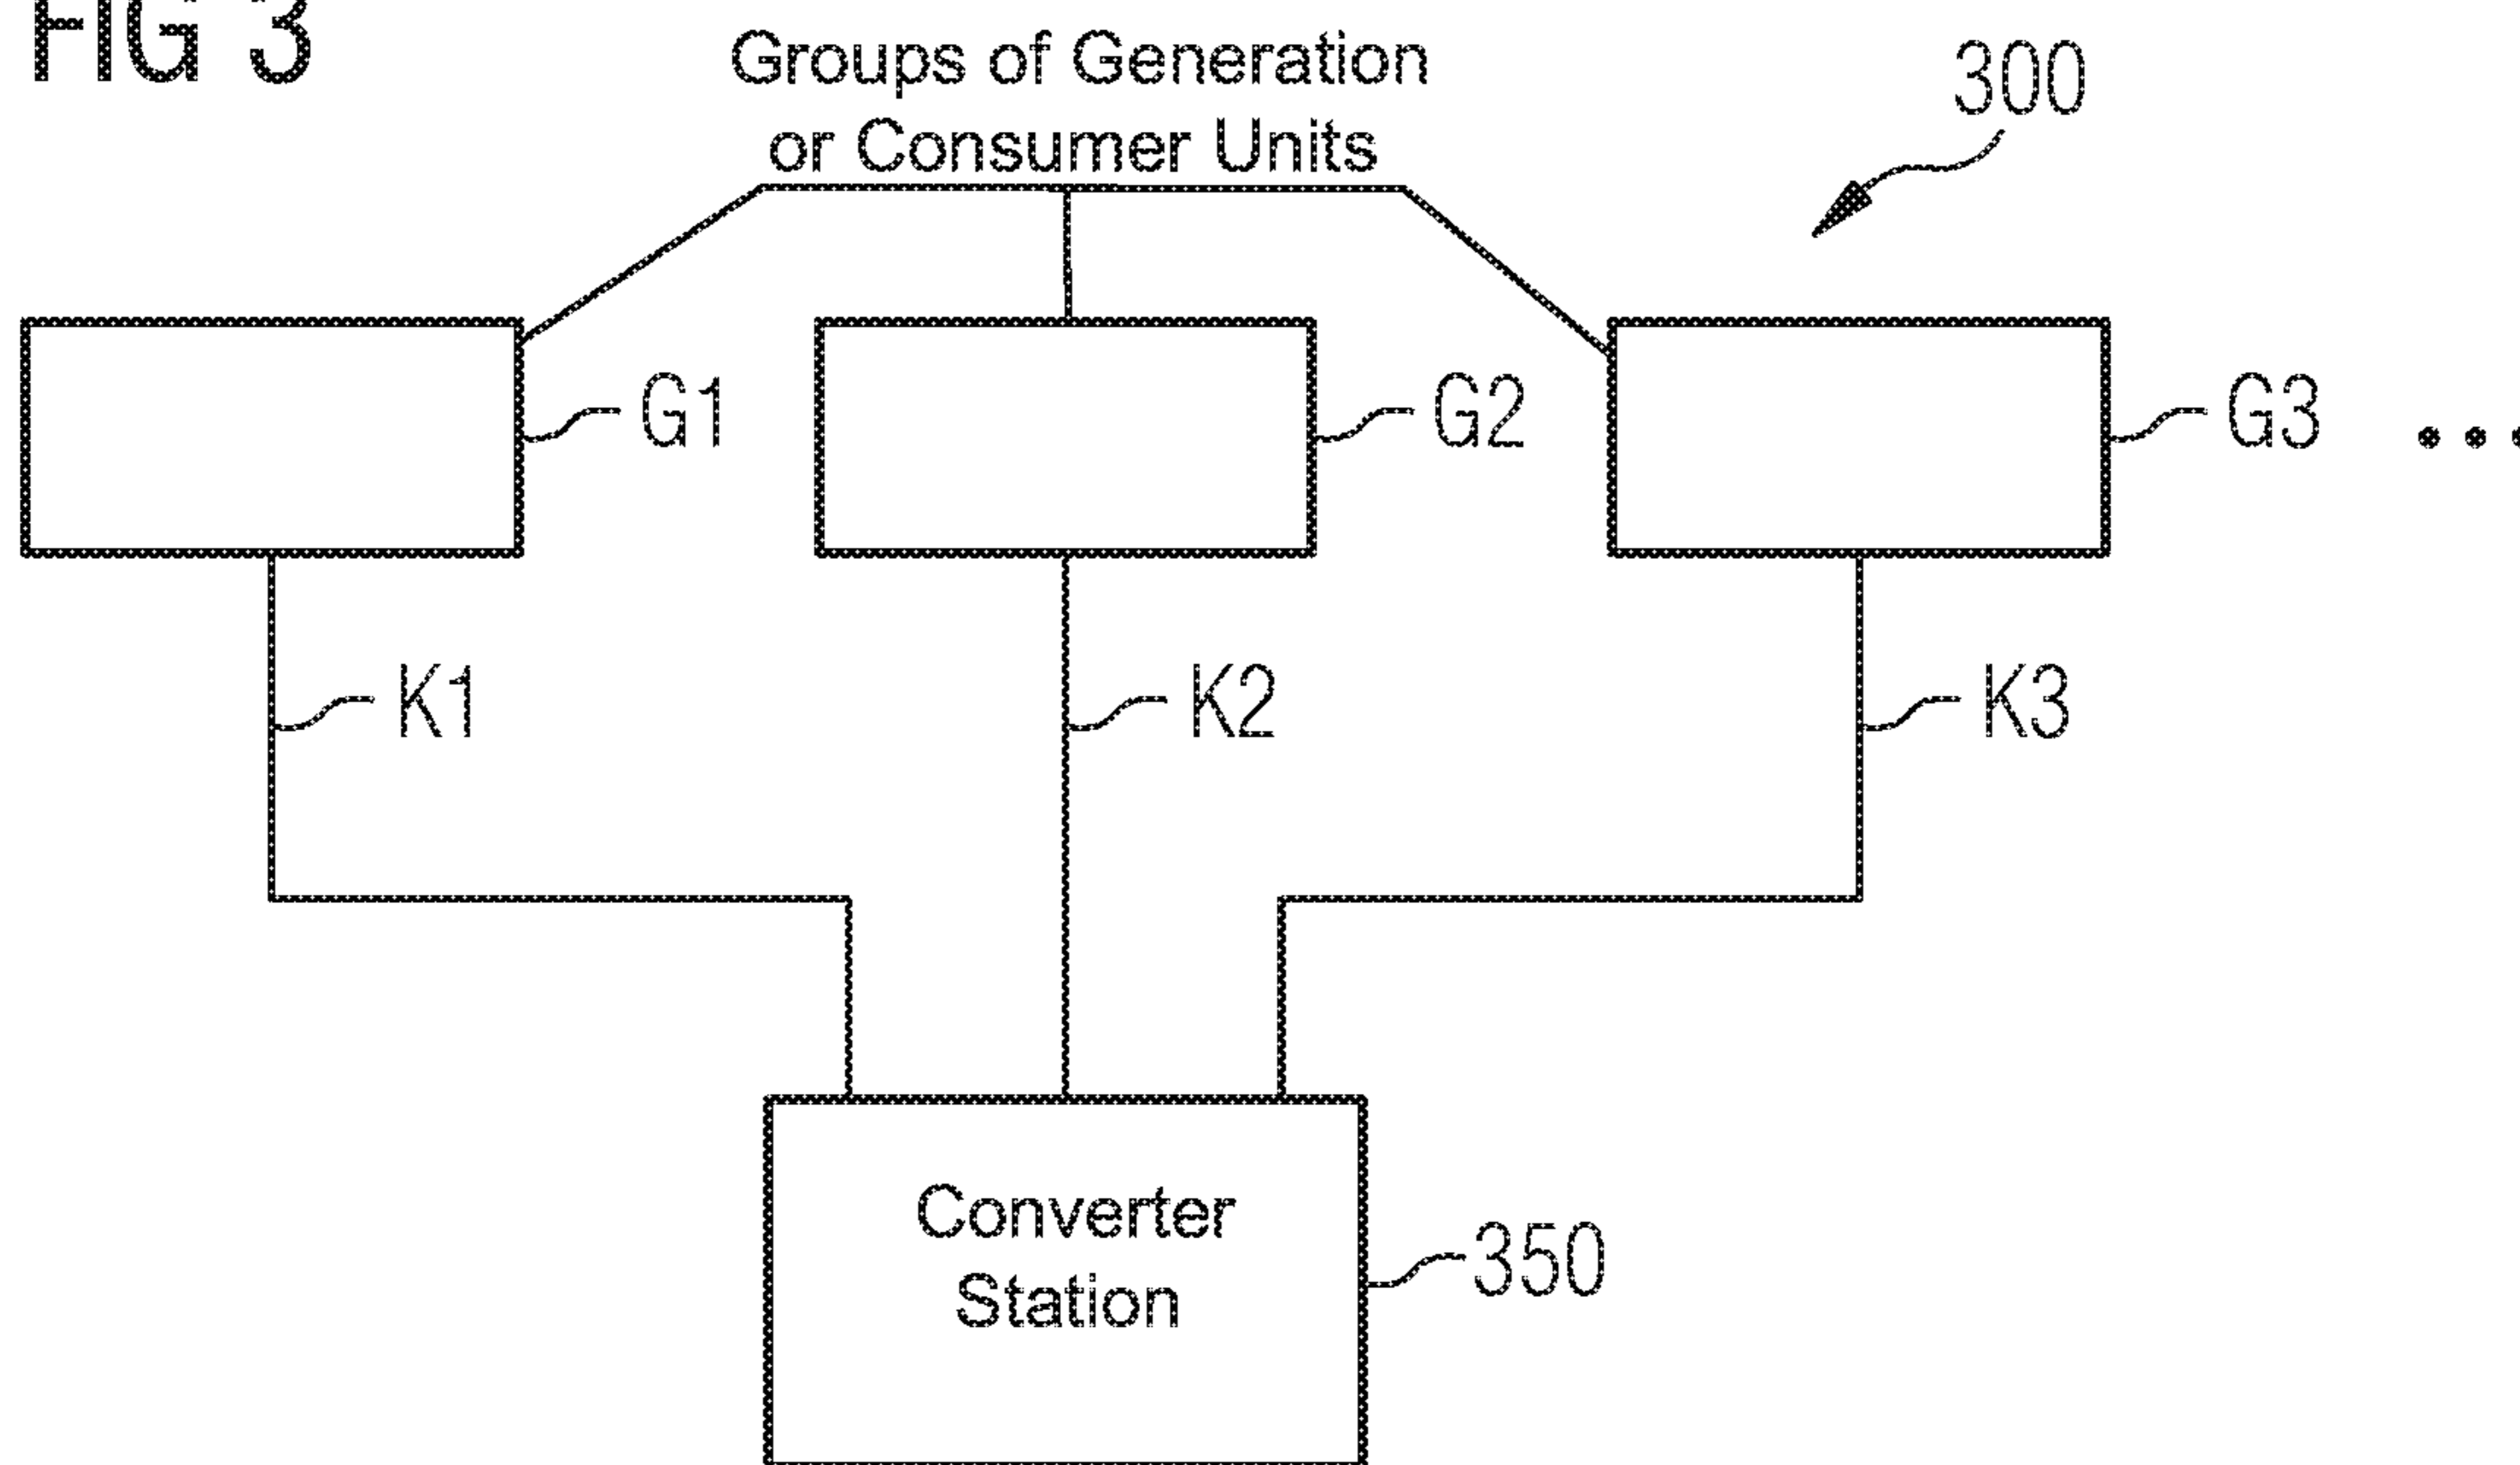 FIG 3
Groups of Generation
or Consumer Units
300
G1
G2
G3
...
K1
K2
K3
Converter
Station
350